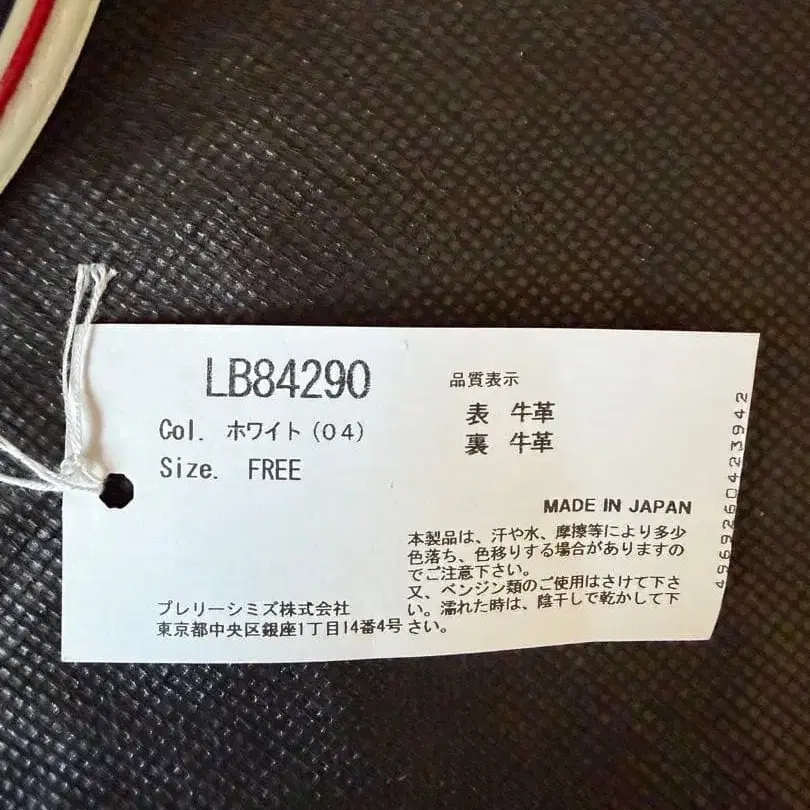 LB84290
Col. ホワイト(04)
Size. FREE
品質表示
表 牛革
裏 牛革
MADE IN JAPAN
本製品は、汗や水、摩擦等により多少
色落ち、色移りする場合がありますの
でご注意下さい。
又、ベンジン類のご使用はさけて下さ
い。濡れた時は、陰干しで乾かして下
さい。
プレリーシミズ株式会社
東京都中央区銀座1丁目14番4号
4969260423942